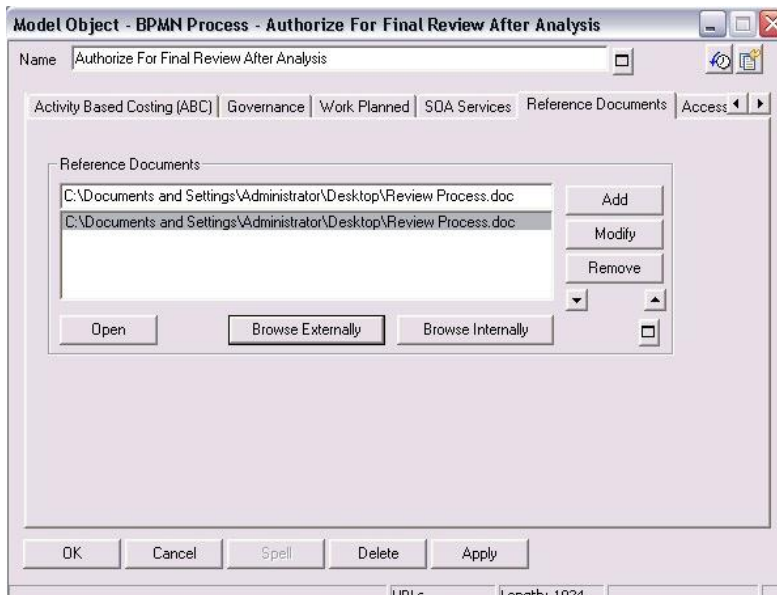 Model Object - BPMN Process - Authorize For Final Review After Analysis
Name Authorize For Final Review After Analysis
Activity Based Costing (ABC) Governance Work Planned SOA Services Reference Documents Access
Reference Documents
C:\Documents and Settings\Administrator\Desktop\Review Process.doc
Add
C:\Documents and Settings\Administrator\Desktop\Review Process.doc
Modify
Remove
Open Browse Externally Browse Internally
OK Cancel Spell Delete Apply
Length: 1024